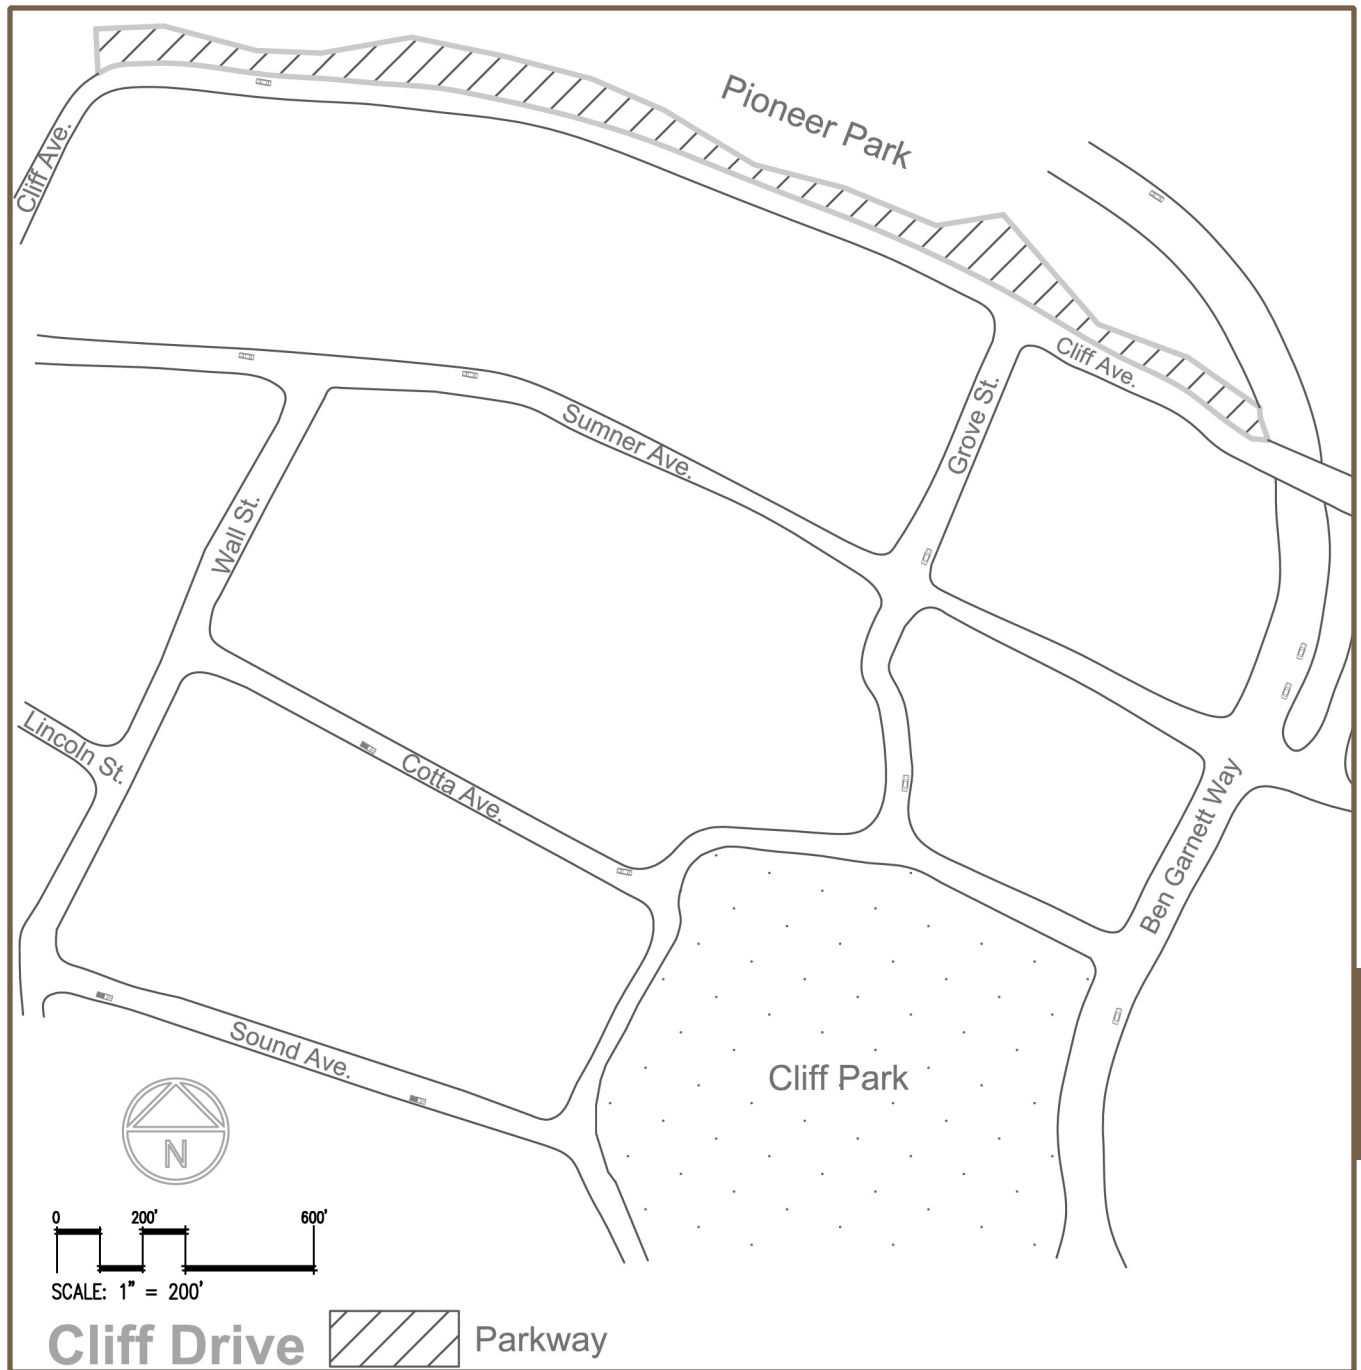 Pioneer Park
Cliff Ave.
Cliff Ave.
Grove St.
Sumner Ave.
Wall St.
Lincoln St.
Cotta Ave.
Ben Garnett Way
Sound Ave.
Cliff Park
N
0 200' 600'
SCALE: 1" = 200'
Cliff Drive
Parkway